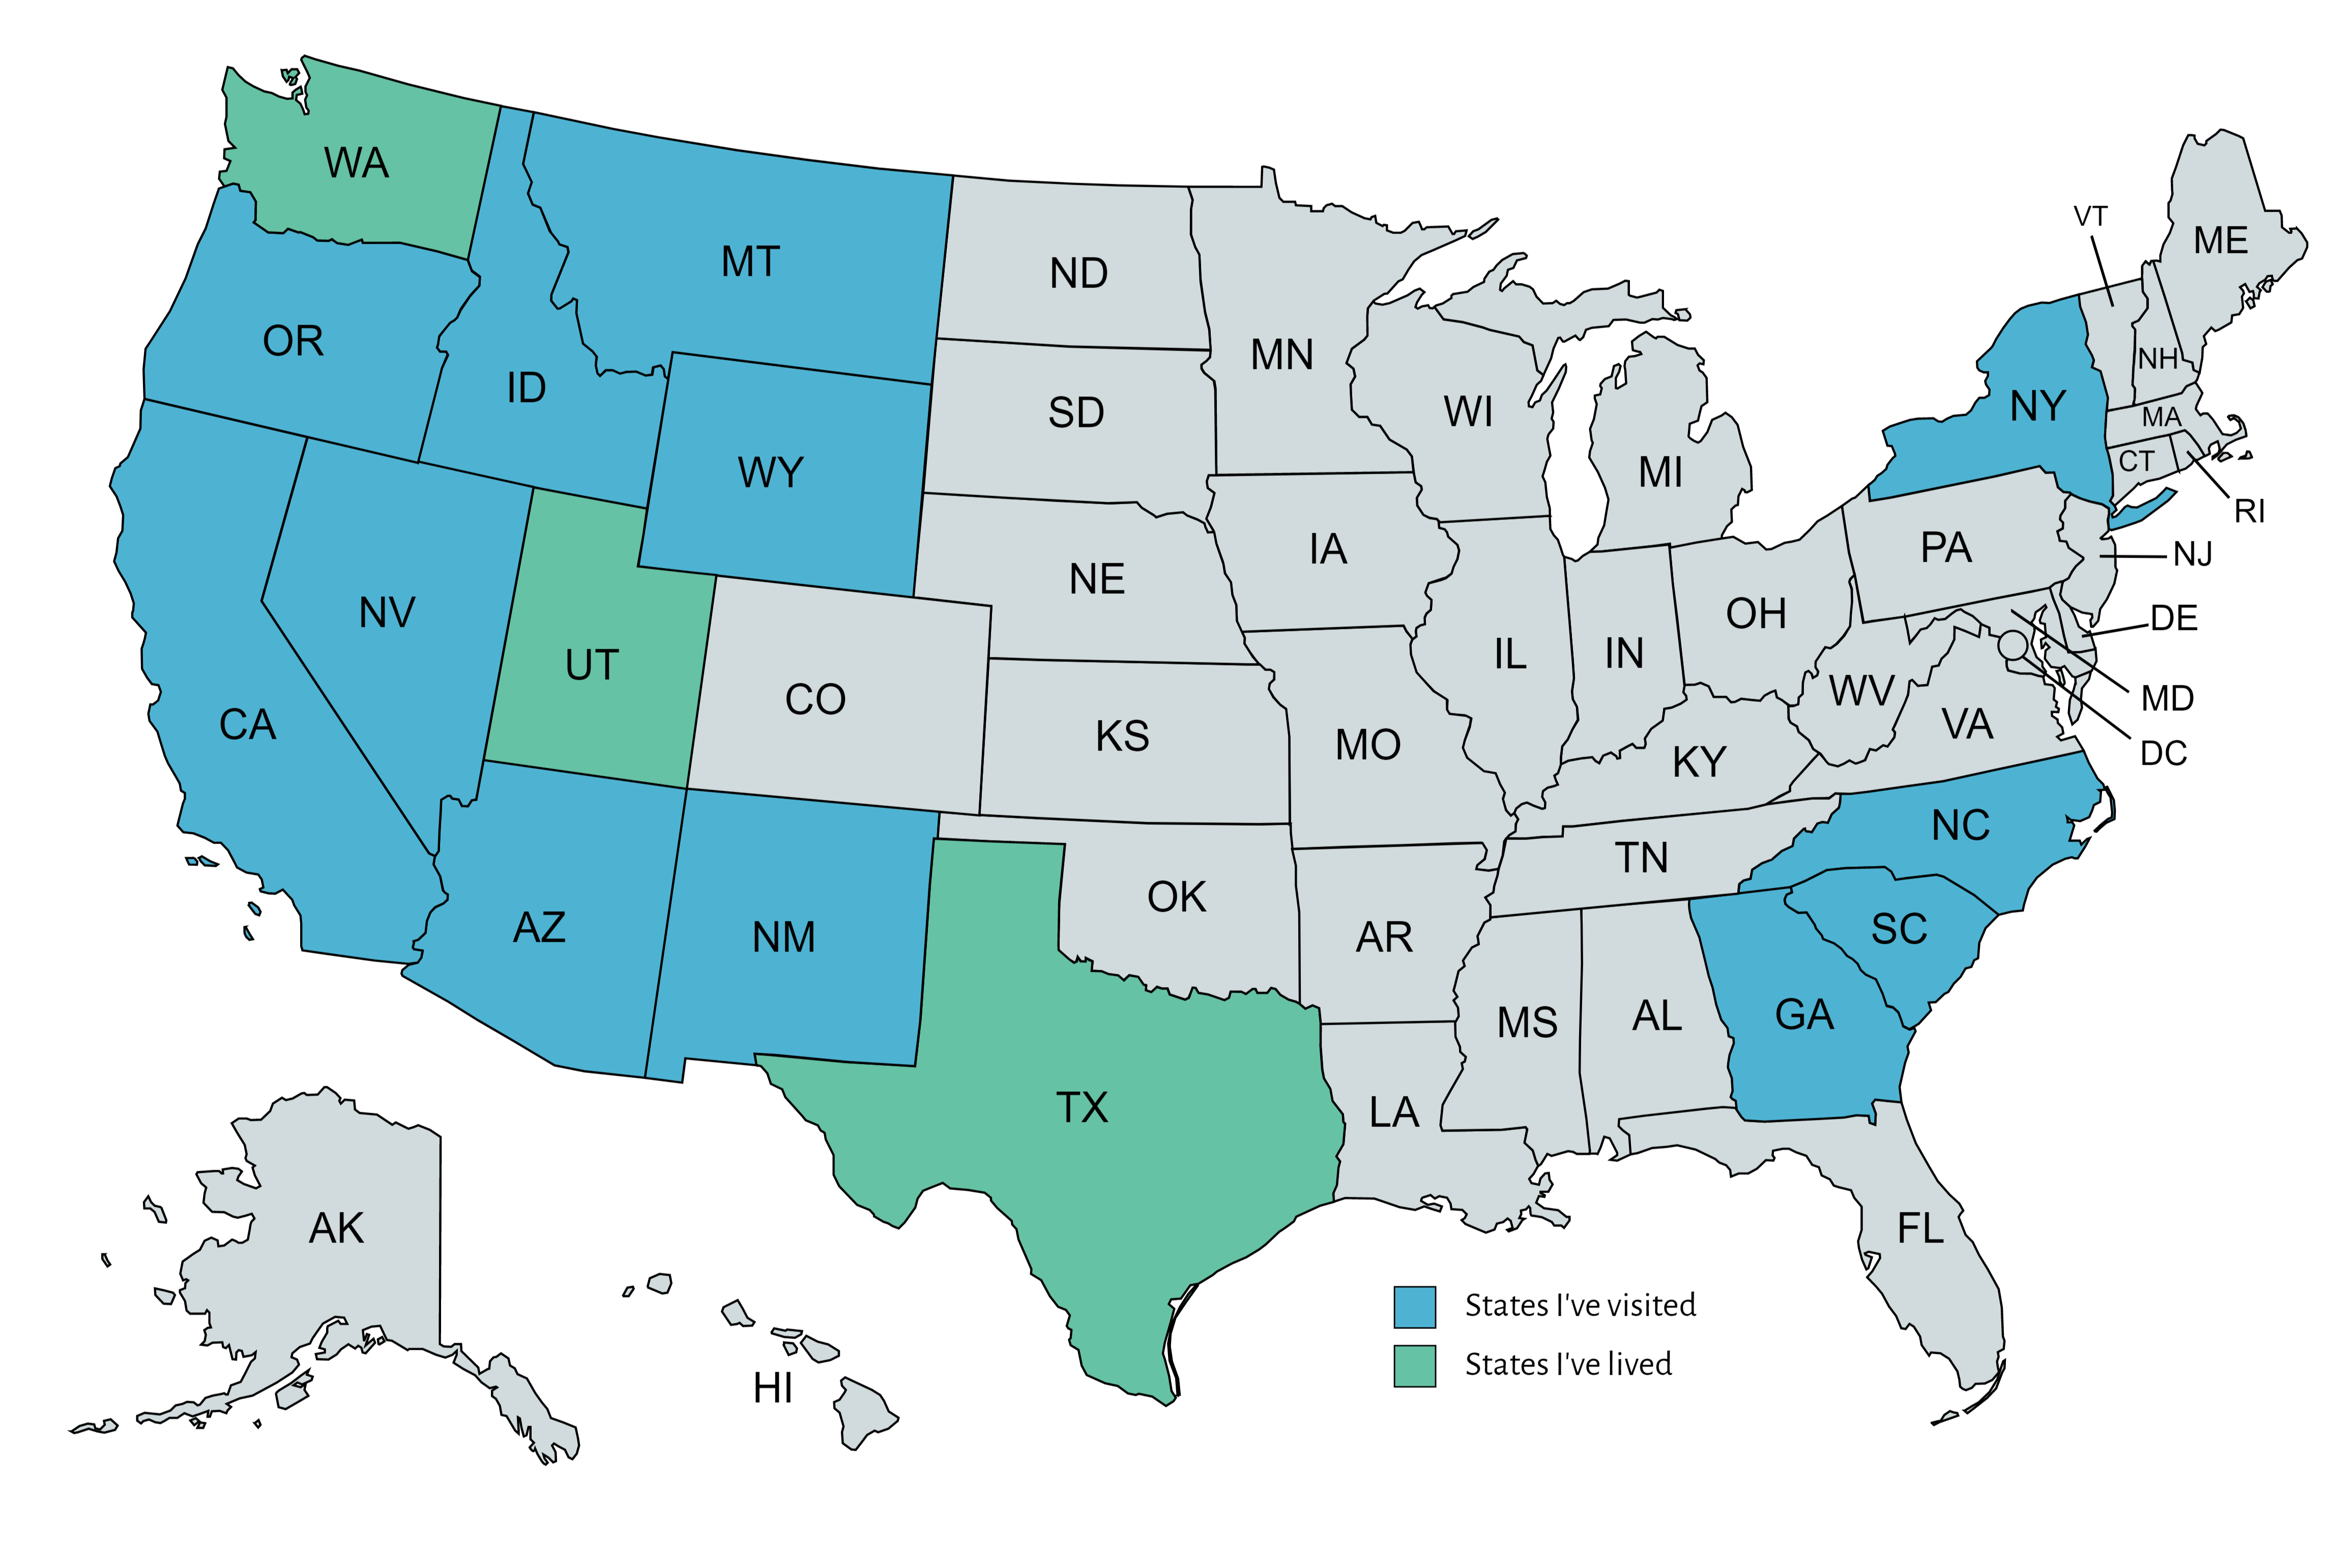 WA
MT
ND
VT
ME
OR
ID
MN
NH
SD
WI
NY
MA
WY
MI
CT
RI
IA
PA
NJ
NE
NV
OH
DE
UT
IL
IN
CO
WV
MD
CA
KS
MO
VA
DC
KY
NC
TN
OK
AZ
NM
AR
SC
MS
AL
GA
TX
LA
AK
FL
HI
States I've visited
States I've lived